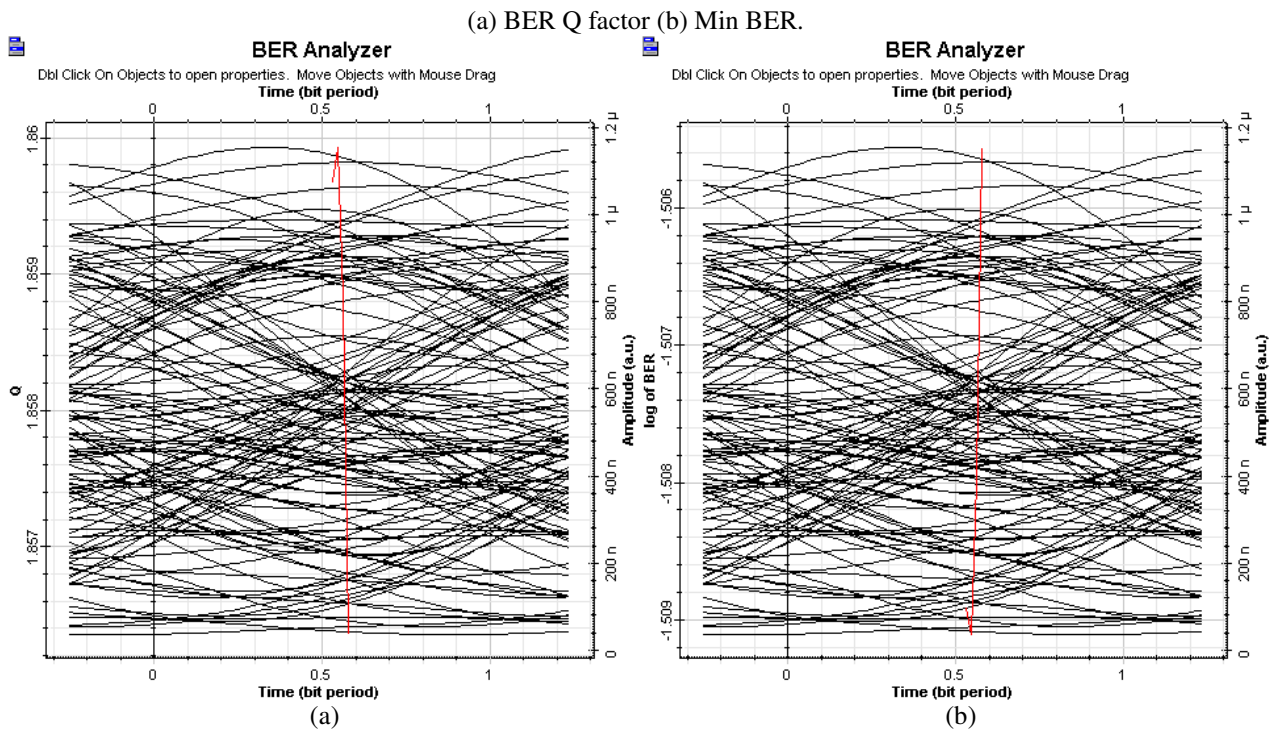 (a) BER Q factor (b) Min BER.
BER Analyzer
Dbl Click On Objects to open properties. Move Objects with Mouse Drag
Time (bit period)
0 0.5 1
Q
1.86
1.859
1.858
1.857
Amplitude (a.u.)
1.2 µ
1 µ
800 n
600 n
400 n
200 n
0
0 0.5 1
Time (bit period)
(a)
BER Analyzer
Dbl Click On Objects to open properties. Move Objects with Mouse Drag
Time (bit period)
0 0.5 1
log of BER
-1.506
-1.507
-1.508
-1.509
Amplitude (a.u.)
1.2 µ
1 µ
800 n
600 n
400 n
200 n
0
0 0.5 1
Time (bit period)
(b)